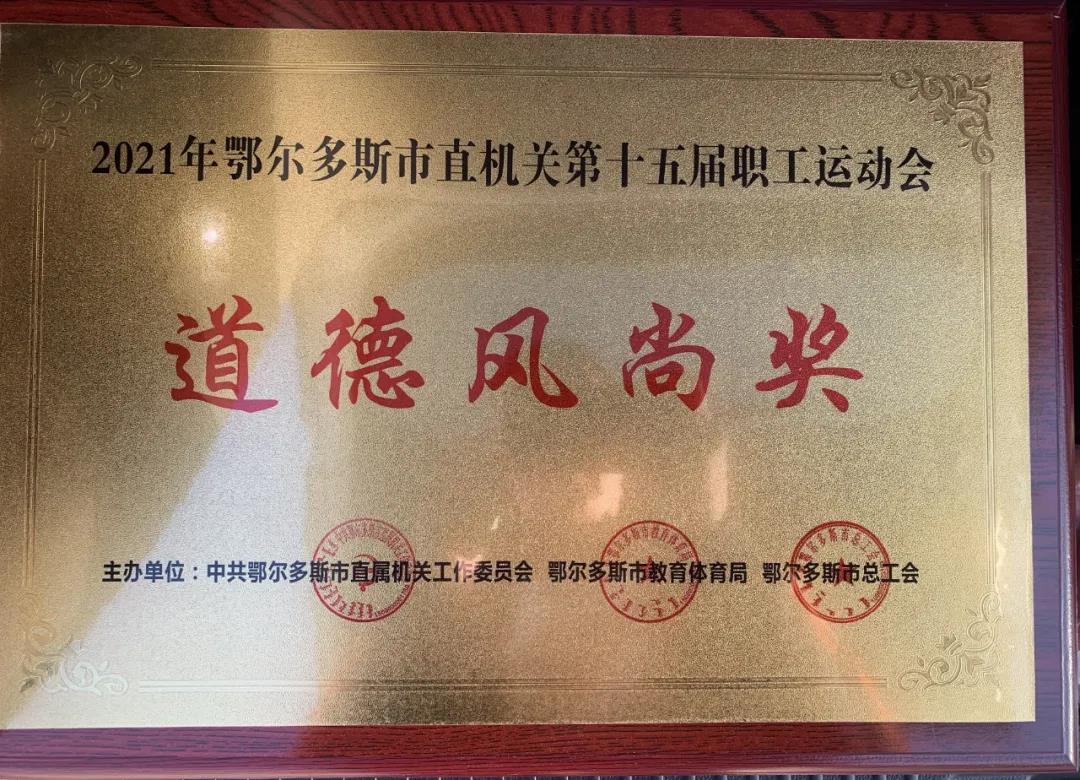 2021年鄂尔多斯市直机关第十五届职工运动会
道德风尚奖
主办单位：中共鄂尔多斯市直属机关工作委员会 鄂尔多斯市教育体育局 鄂尔多斯市总工会